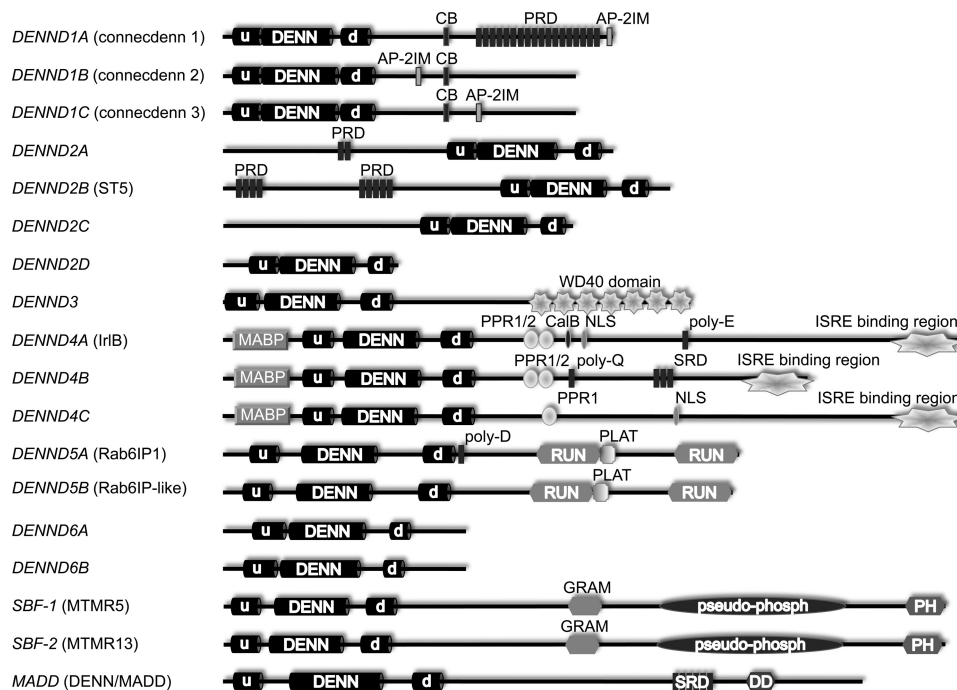 CB PRD AP-2IM
DENND1A (connecdenn 1) u DENN d
AP-2IM CB
DENND1B (connecdenn 2) u DENN d
CB AP-2IM
DENND1C (connecdenn 3) u DENN d
PRD
DENND2A u DENN d
PRD PRD
DENND2B (ST5) u DENN d
DENND2C u DENN d
DENND2D u DENN d
WD40 domain
DENND3 u DENN d
PPR1/2 CalB NLS poly-E ISRE binding region
DENND4A (IrlB) MABP u DENN d
PPR1/2 poly-Q SRD ISRE binding region
DENND4B MABP u DENN d
PPR1 NLS ISRE binding region
DENND4C MABP u DENN d
poly-D PLAT
DENND5A (Rab6IP1) u DENN d RUN RUN
PLAT
DENND5B (Rab6IP-like) u DENN d RUN RUN
DENND6A u DENN d
DENND6B u DENN d
GRAM
SBF-1 (MTMR5) u DENN d pseudo-phosph PH
GRAM
SBF-2 (MTMR13) u DENN d pseudo-phosph PH
MADD (DENN/MADD) u DENN d SRD DD